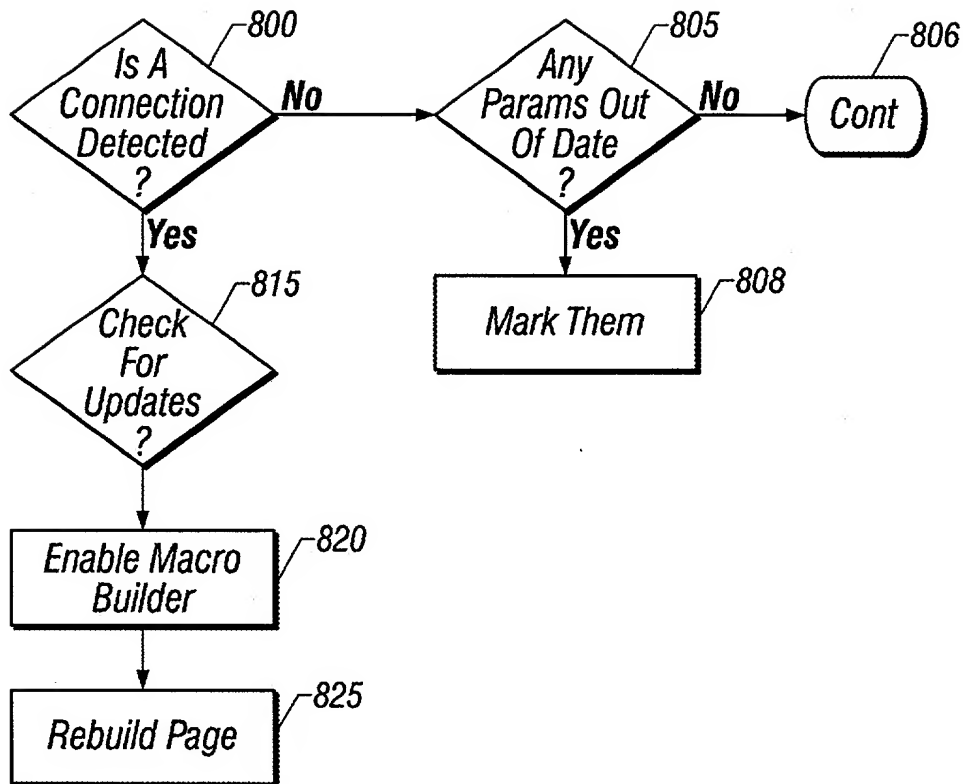 800
Is A
Connection
Detected
?
No
805
Any
Params Out
Of Date
?
No
806
Cont
Yes
Yes
815
Check
For
Updates
?
808
Mark Them
820
Enable Macro
Builder
825
Rebuild Page